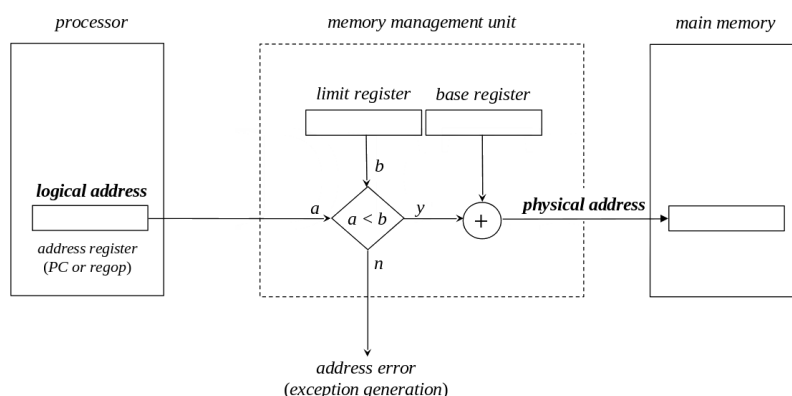 processor
memory management unit
main memory
limit register
base register
b
logical address
a
a < b
y
+
physical address
address register
(PC or regop)
n
address error
(exception generation)